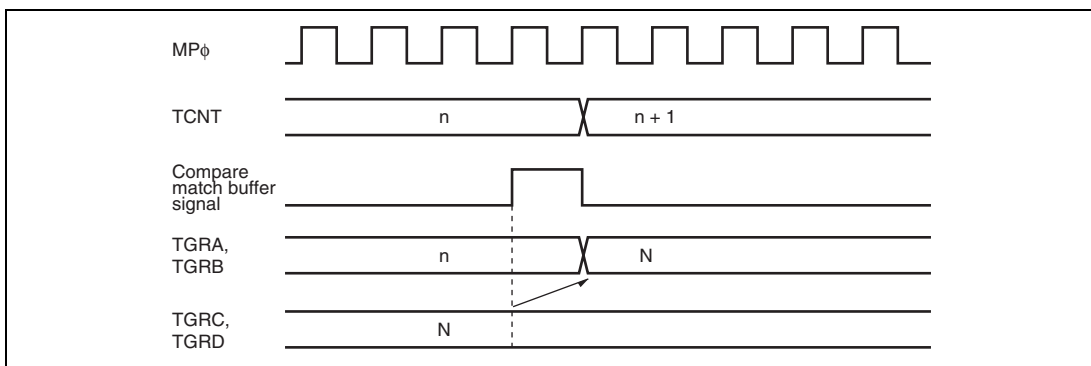 MPϕ
TCNT
n
n + 1
Compare
match buffer
signal
TGRA,
TGRB
n
N
TGRC,
TGRD
N